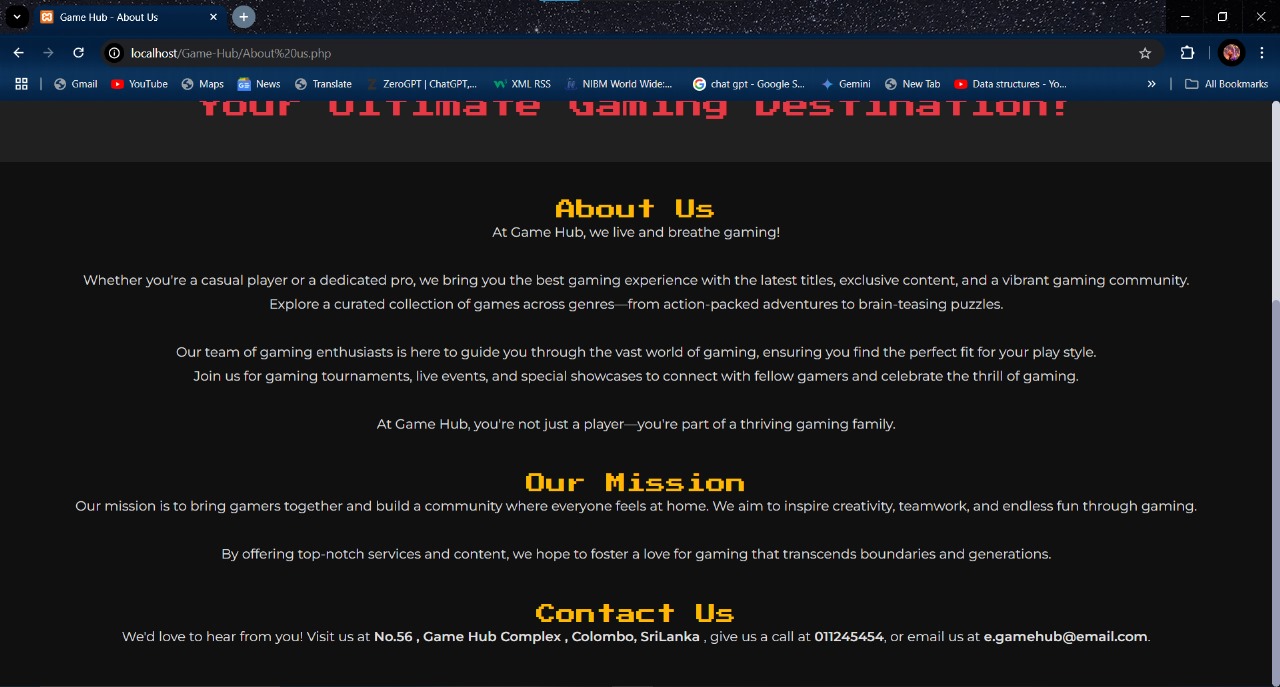 Game Hub - About Us
localhost/Game-Hub/About%20us.php
Gmail
YouTube
Maps
News
Translate
ZeroGPT | ChatGPT,...
XML RSS
NIBM World Wide:...
chat gpt - Google S...
Gemini
New Tab
Data structures - Yo...
All Bookmarks
Your Ultimate Gaming Destination!
About Us
At Game Hub, we live and breathe gaming!
Whether you're a casual player or a dedicated pro, we bring you the best gaming experience with the latest titles, exclusive content, and a vibrant gaming community.
Explore a curated collection of games across genres—from action-packed adventures to brain-teasing puzzles.
Our team of gaming enthusiasts is here to guide you through the vast world of gaming, ensuring you find the perfect fit for your play style.
Join us for gaming tournaments, live events, and special showcases to connect with fellow gamers and celebrate the thrill of gaming.
At Game Hub, you're not just a player—you're part of a thriving gaming family.
Our Mission
Our mission is to bring gamers together and build a community where everyone feels at home. We aim to inspire creativity, teamwork, and endless fun through gaming.
By offering top-notch services and content, we hope to foster a love for gaming that transcends boundaries and generations.
Contact Us
We'd love to hear from you! Visit us at No.56 , Game Hub Complex , Colombo, SriLanka , give us a call at 011245454, or email us at e.gamehub@email.com.